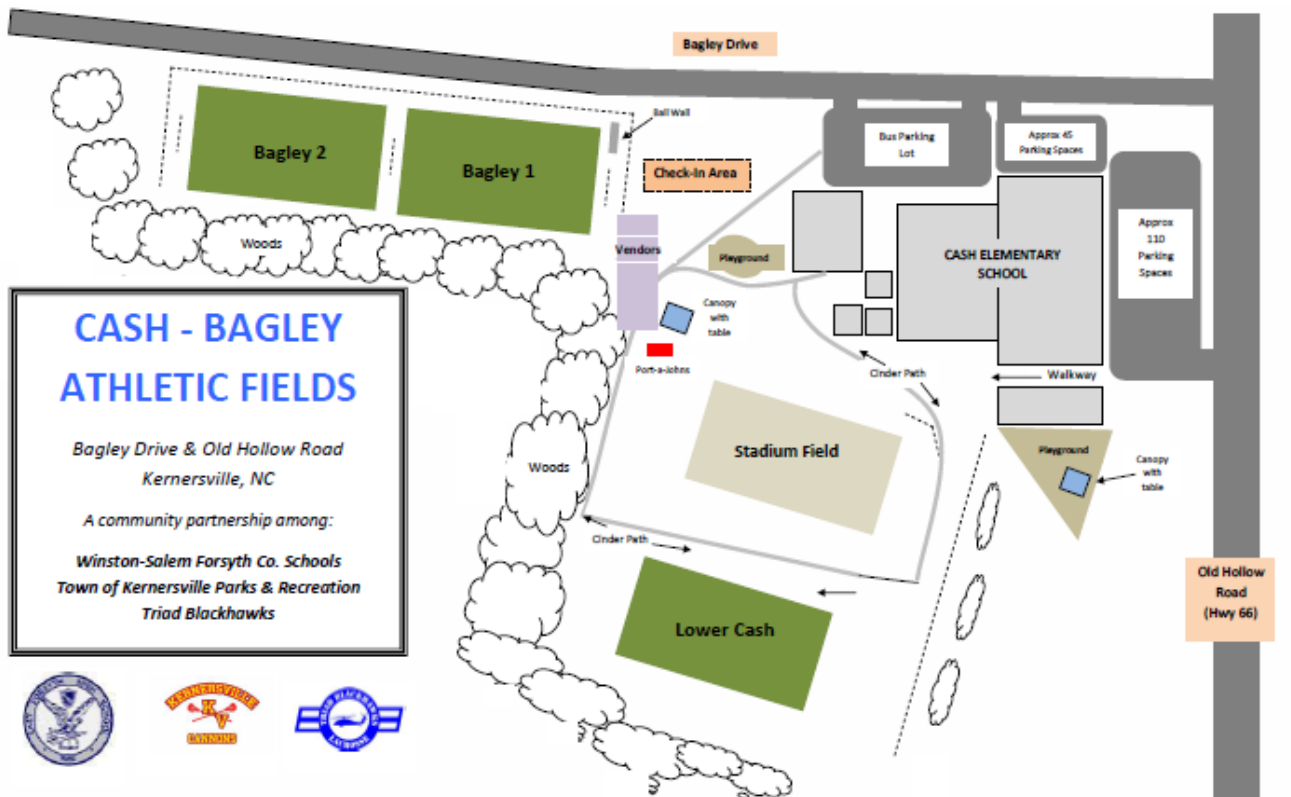 Bagley Drive
Ball Wall
Bagley 2
Bagley 1
Check-In Area
Bus Parking
Lot
Approx 45
Parking Spaces
Approx
110
Parking
Spaces
Woods
Vendors
Playground
CASH ELEMENTARY
SCHOOL
Canopy
with
table
Port-a-Johns
Cinder Path
Walkway
CASH - BAGLEY
ATHLETIC FIELDS
Bagley Drive & Old Hollow Road
Kernersville, NC
A community partnership among:
Winston-Salem Forsyth Co. Schools
Town of Kernersville Parks & Recreation
Triad Blackhawks
Stadium Field
Woods
Playground
Canopy
with
table
Cinder Path
Lower Cash
Old Hollow
Road
(Hwy 66)
KERNERSVILLE
KV
CANNONS
TRIAD BLACKHAWKS
LACROSSE